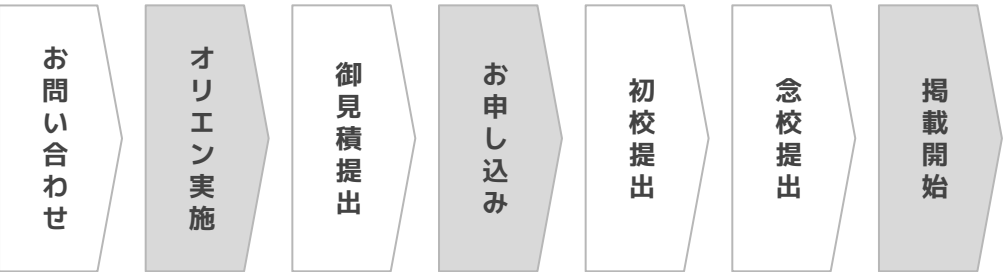 お問い合わせ
オリエン実施
御見積提出
お申し込み
初校提出
念校提出
掲載開始